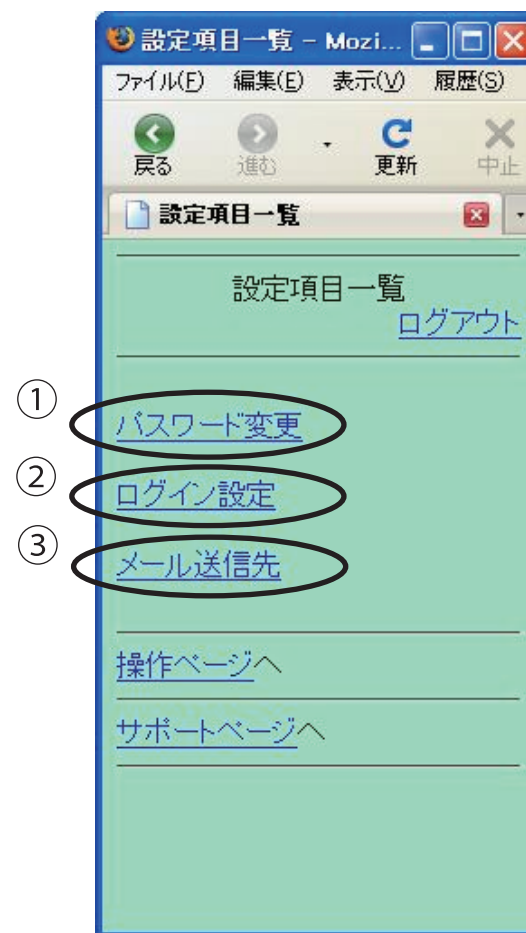 設定項目一覧 - Mozi...
ファイル(F) 編集(E) 表示(V) 履歴(S)
戻る 進む 更新 中止
設定項目一覧
設定項目一覧
ログアウト
① パスワード変更
② ログイン設定
③ メール送信先
操作ページへ
サポートページへ